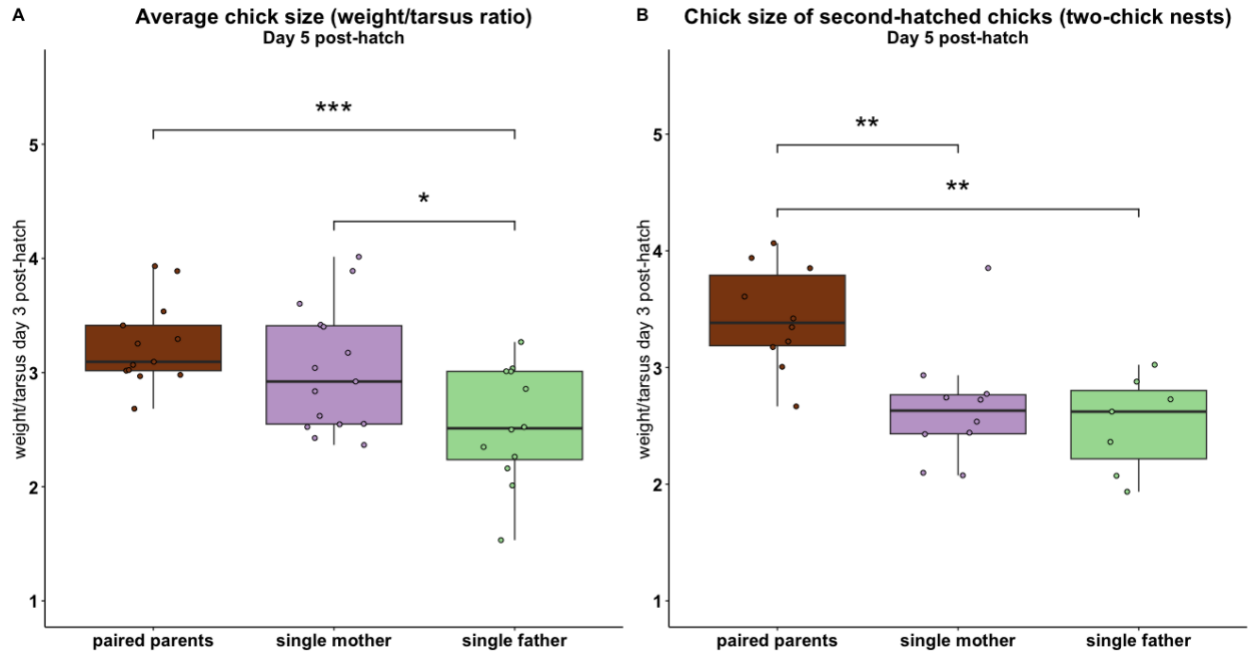 A
Average chick size (weight/tarsus ratio)
Day 5 post-hatch
weight/tarsus day 3 post-hatch
5
4
3
2
1
***
*
paired parents
single mother
single father
B
Chick size of second-hatched chicks (two-chick nests)
Day 5 post-hatch
weight/tarsus day 3 post-hatch
5
4
3
2
1
**
**
paired parents
single mother
single father